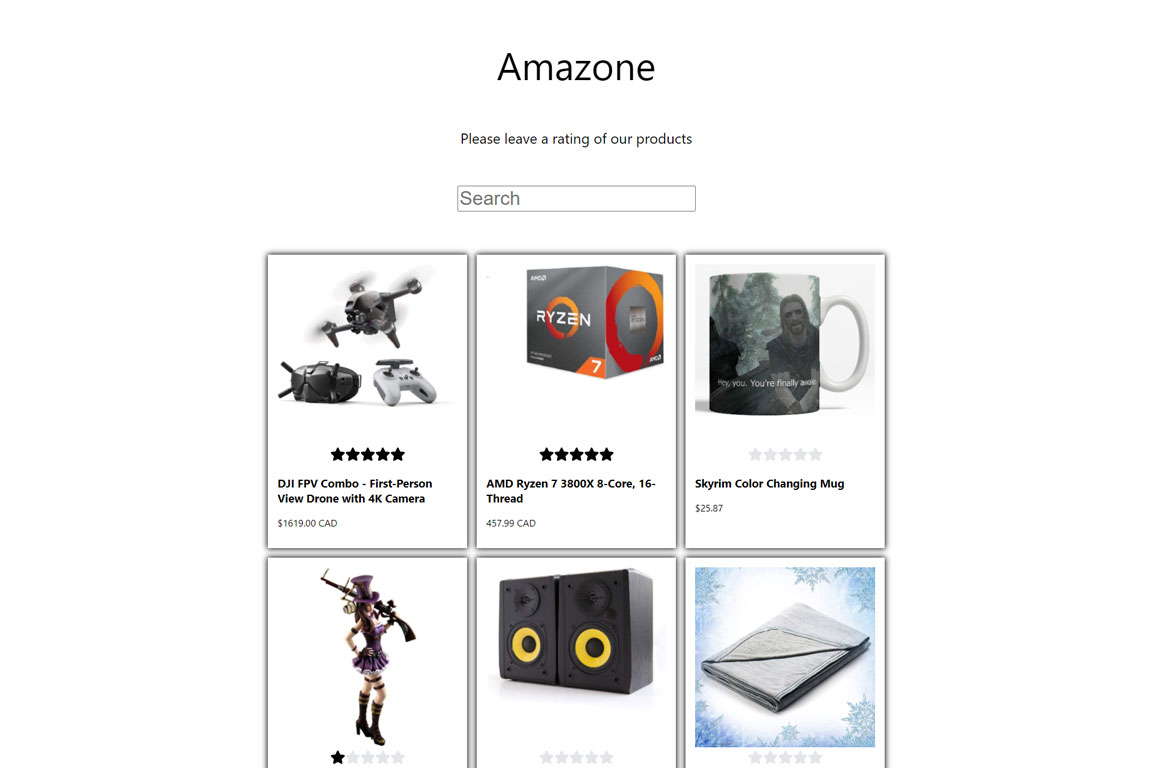 Amazone
Please leave a rating of our products
Search
AMD
RYZEN
7
AMD
Hey, you. You're finally awake.
DJI FPV Combo - First-Person
View Drone with 4K Camera
$1619.00 CAD
AMD Ryzen 7 3800X 8-Core, 16-
Thread
457.99 CAD
Skyrim Color Changing Mug
$25.87